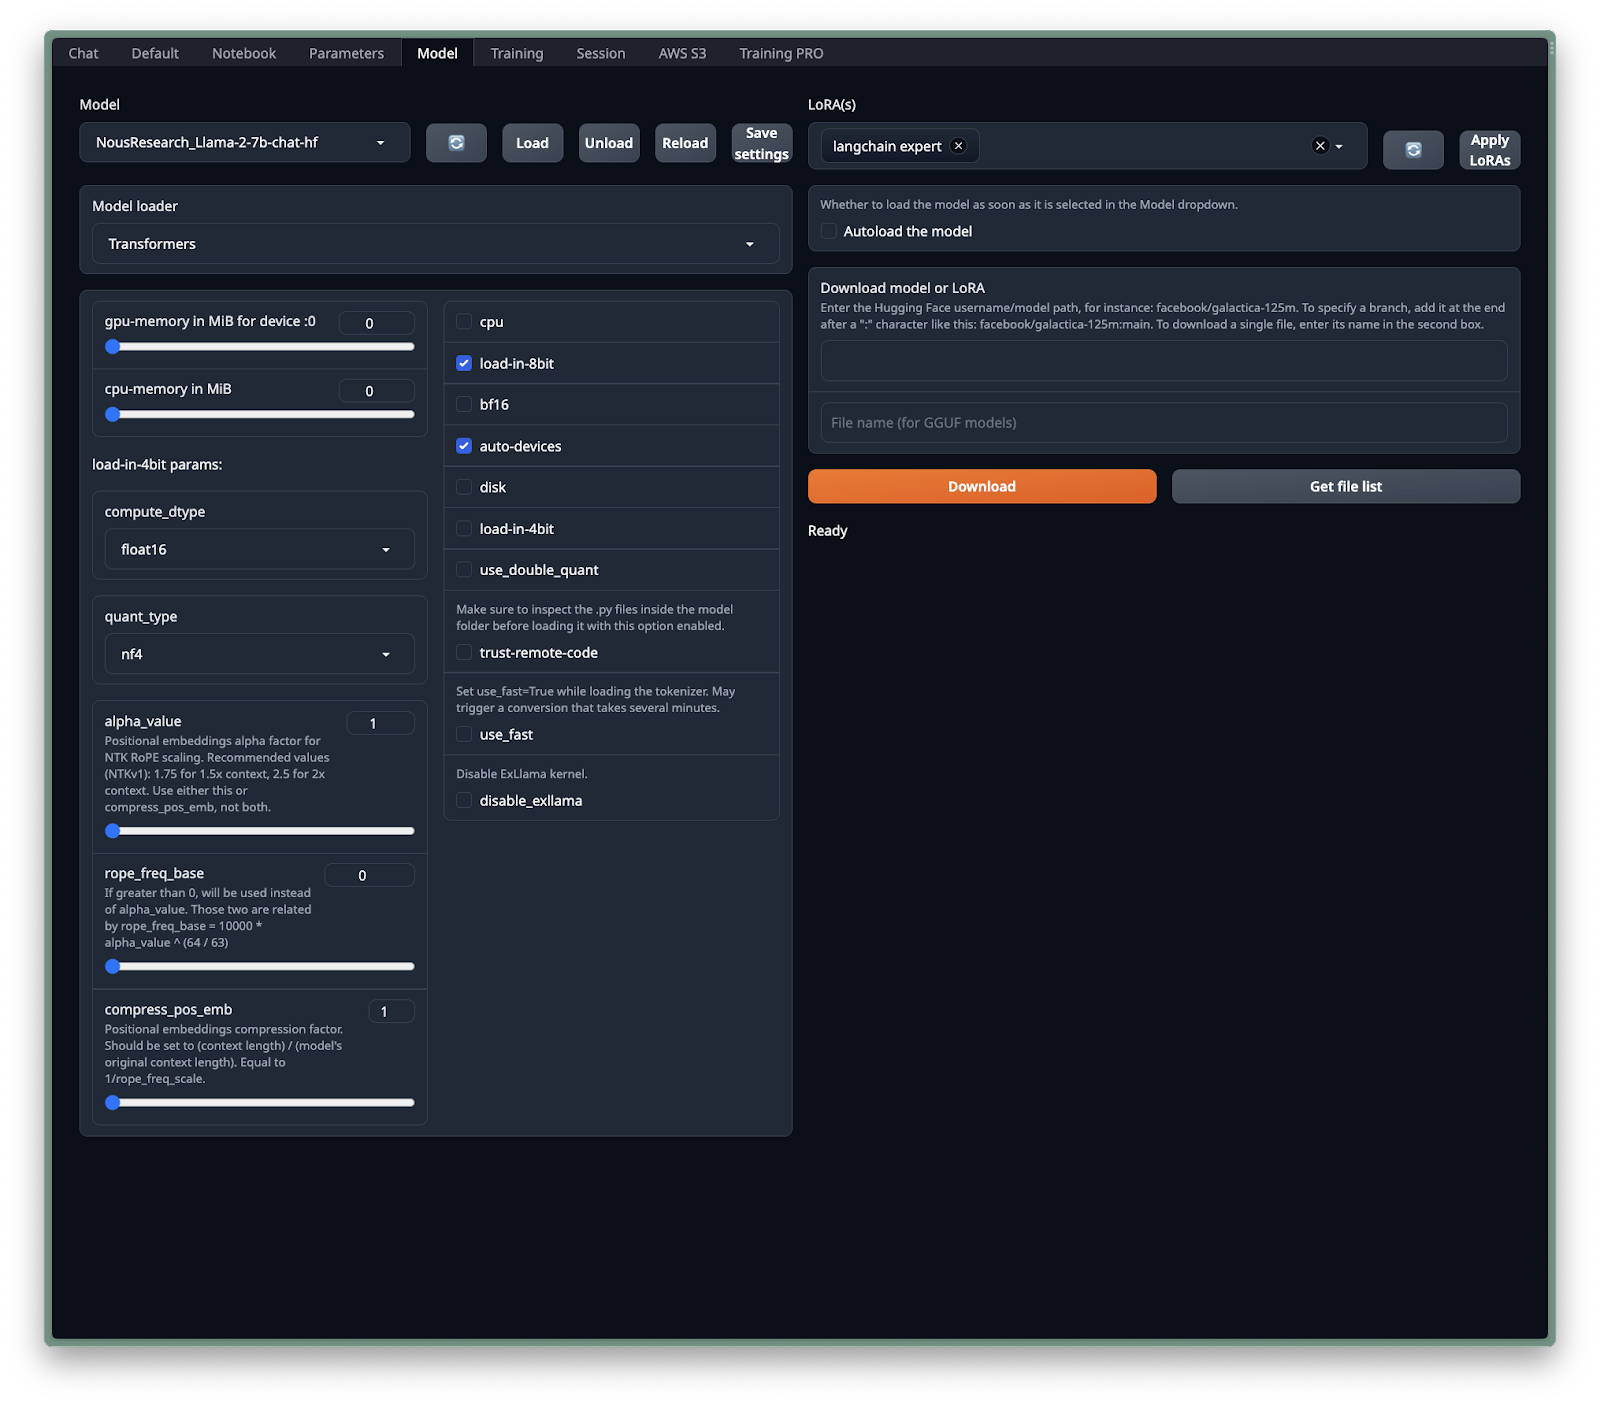 Chat Default Notebook Parameters Model Training Session AWS S3 Training PRO
Model
NousResearch_Llama-2-7b-chat-hf
Load
Unload
Reload
Save
settings
Model loader
Transformers
gpu-memory in MiB for device :0
0
cpu-memory in MiB
0
load-in-4bit params:
compute_dtype
float16
quant_type
nf4
alpha_value
1
Positional embeddings alpha factor for
NTK RoPE scaling. Recommended values
(NTKv1): 1.75 for 1.5x context, 2.5 for 2x
context. Use either this or
compress_pos_emb, not both.
rope_freq_base
0
If greater than 0, will be used instead
of alpha_value. Those two are related
by rope_freq_base = 10000 *
alpha_value ^ (64 / 63)
compress_pos_emb
1
Positional embeddings compression factor.
Should be set to (context length) / (model's
original context length). Equal to
1/rope_freq_scale.
cpu
load-in-8bit
bf16
auto-devices
disk
load-in-4bit
use_double_quant
Make sure to inspect the .py files inside the model
folder before loading it with this option enabled.
trust-remote-code
Set use_fast=True while loading the tokenizer. May
trigger a conversion that takes several minutes.
use_fast
Disable ExLlama kernel.
disable_exllama
LoRA(s)
langchain expert
Apply
LoRAs
Whether to load the model as soon as it is selected in the Model dropdown.
Autoload the model
Download model or LoRA
Enter the Hugging Face username/model path, for instance: facebook/galactica-125m. To specify a branch, add it at the end
after a ":" character like this: facebook/galactica-125m:main. To download a single file, enter its name in the second box.
File name (for GGUF models)
Download
Get file list
Ready